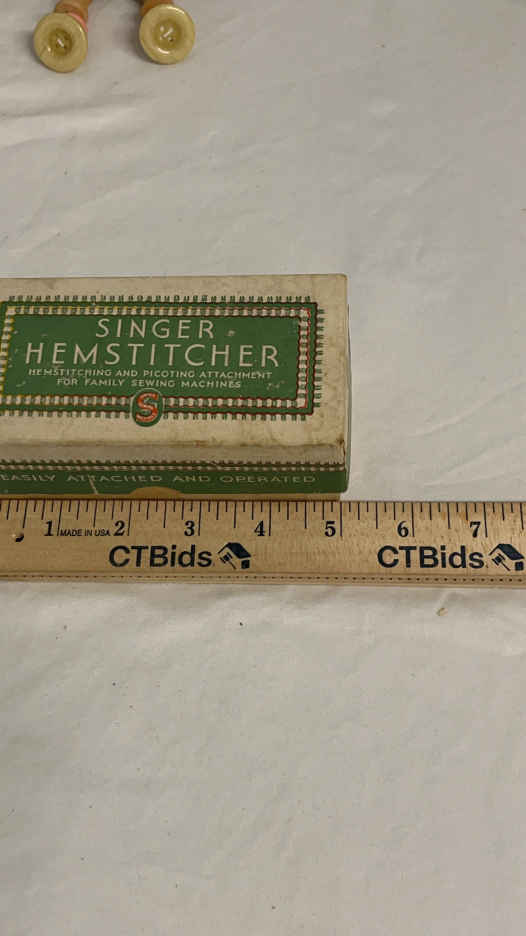 SINGER
HEMSTITCHER
HEMSTITCHING AND PICOTING ATTACHMENT
FOR FAMILY SEWING MACHINES
S
EASILY ATTACHED AND OPERATED
1 MADE IN USA 2 3 4 5 6 7
CTBids CTBids